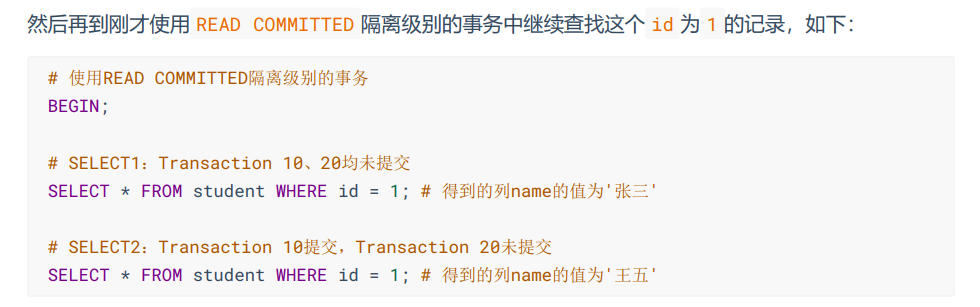 然后再到刚才使用 READ COMMITTED 隔离级别的事务中继续查找这个 id 为 1 的记录，如下：
# 使用READ COMMITTED隔离级别的事务
BEGIN;
# SELECT1：Transaction 10、20均未提交
SELECT * FROM student WHERE id = 1; # 得到的列name的值为'张三'
# SELECT2：Transaction 10提交，Transaction 20未提交
SELECT * FROM student WHERE id = 1; # 得到的列name的值为'王五'